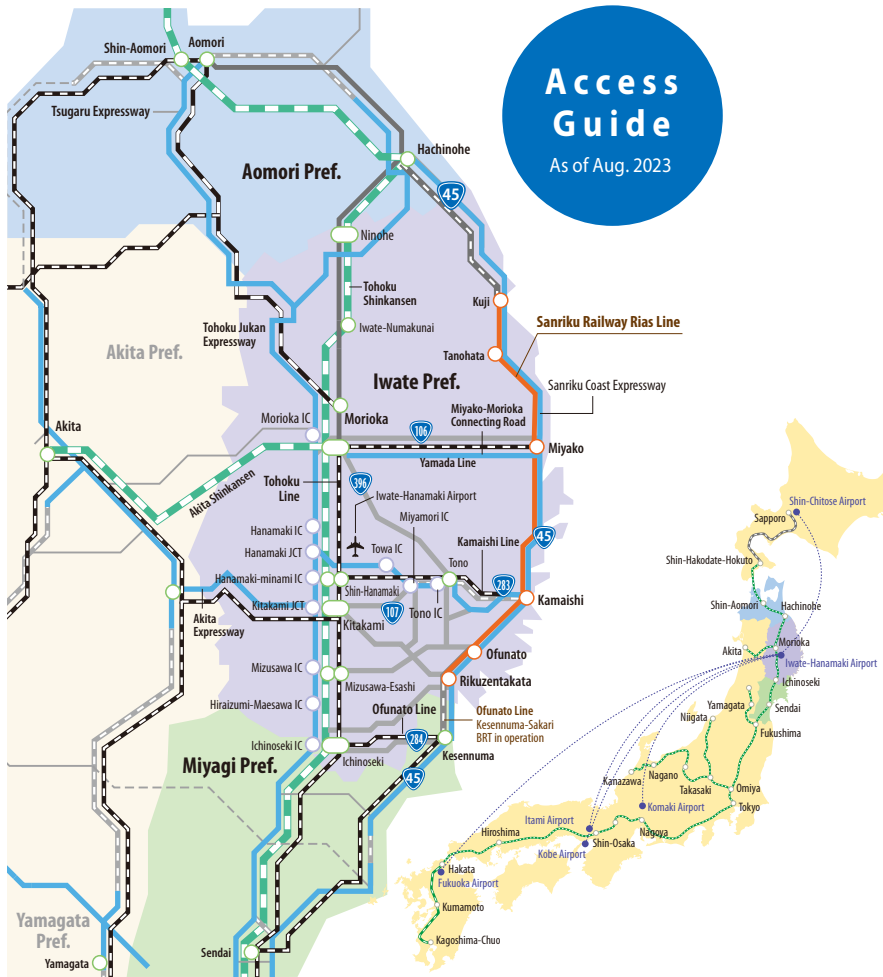 Access
Guide
As of Aug. 2023
Shin-Aomori
Aomori
Tsugaru Expressway
Hachinohe
Aomori Pref.
45
Ninohe
Tohoku
Shinkansen
Kuji
Sanriku Railway Rias Line
Iwate-Numakunai
Tohoku Jukan
Expressway
Akita Pref.
Tanohata
Iwate Pref.
Sanriku Coast Expressway
Morioka IC
Morioka
Miyako-Morioka
Connecting Road
106
Akita
Miyako
Yamada Line
Akita Shinkansen
Tohoku
Line
396
Iwate-Hanamaki Airport
Miyamori IC
Hanamaki IC
Kamaishi Line
45
Hanamaki JCT
Towa IC
Tono
Hanamaki-minami IC
Shin-Hanamaki
283
Kitakami JCT
107
Tono IC
Kamaishi
Akita
Expressway
Kitakami
Ofunato
Mizusawa IC
Mizusawa-Esashi
Rikuzentakata
Hiraizumi-Maesawa IC
Ofunato Line
Ofunato Line
Kesennuma-Sakari
BRT in operation
Ichinoseki IC
284
Kesennuma
Miyagi Pref.
Ichinoseki
45
Yamagata
Pref.
Yamagata
Sendai
Shin-Chitose Airport
Sapporo
Shin-Hakodate-Hokuto
Shin-Aomori
Hachinohe
Akita
Morioka
Iwate-Hanamaki Airport
Ichinoseki
Yamagata
Sendai
Niigata
Fukushima
Kanazawa
Nagano
Takasaki
Omiya
Tokyo
Itami Airport
Komaki Airport
Hiroshima
Nagoya
Shin-Osaka
Kobe Airport
Hakata
Fukuoka Airport
Kumamoto
Kagoshima-Chuo